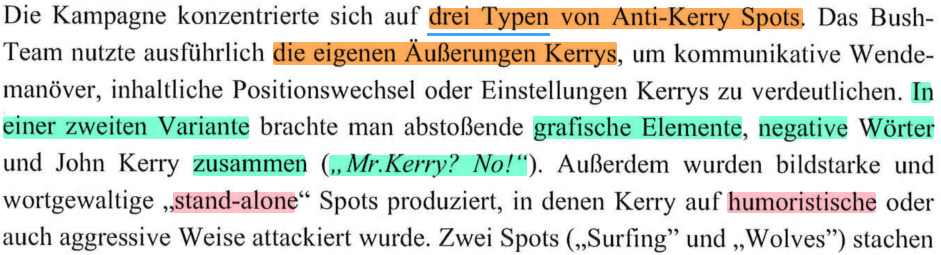 Die Kampagne konzentrierte sich auf drei Typen von Anti-Kerry Spots. Das Bush-
Team nutzte ausführlich die eigenen Äußerungen Kerrys, um kommunikative Wende-
manöver, inhaltliche Positionswechsel oder Einstellungen Kerrys zu verdeutlichen. In
einer zweiten Variante brachte man abstoßende grafische Elemente, negative Wörter
und John Kerry zusammen („Mr.Kerry? No!“). Außerdem wurden bildstarke und
wortgewaltige „stand-alone“ Spots produziert, in denen Kerry auf humoristische oder
auch aggressive Weise attackiert wurde. Zwei Spots („Surfing” und „Wolves”) stachen